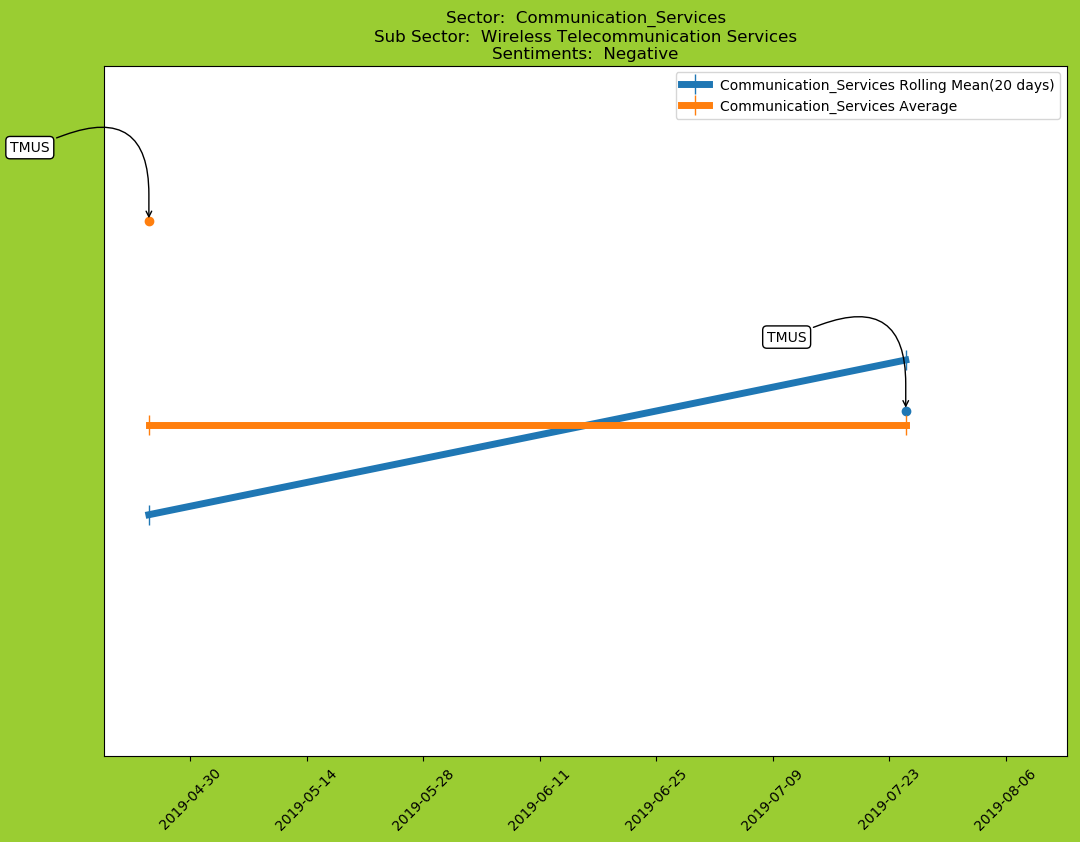 Sector:  Communication_Services
Sub Sector:  Wireless Telecommunication Services
Sentiments:  Negative
Communication_Services Rolling Mean(20 days)
Communication_Services Average
TMUS
TMUS
2019-04-30
2019-05-14
2019-05-28
2019-06-11
2019-06-25
2019-07-09
2019-07-23
2019-08-06